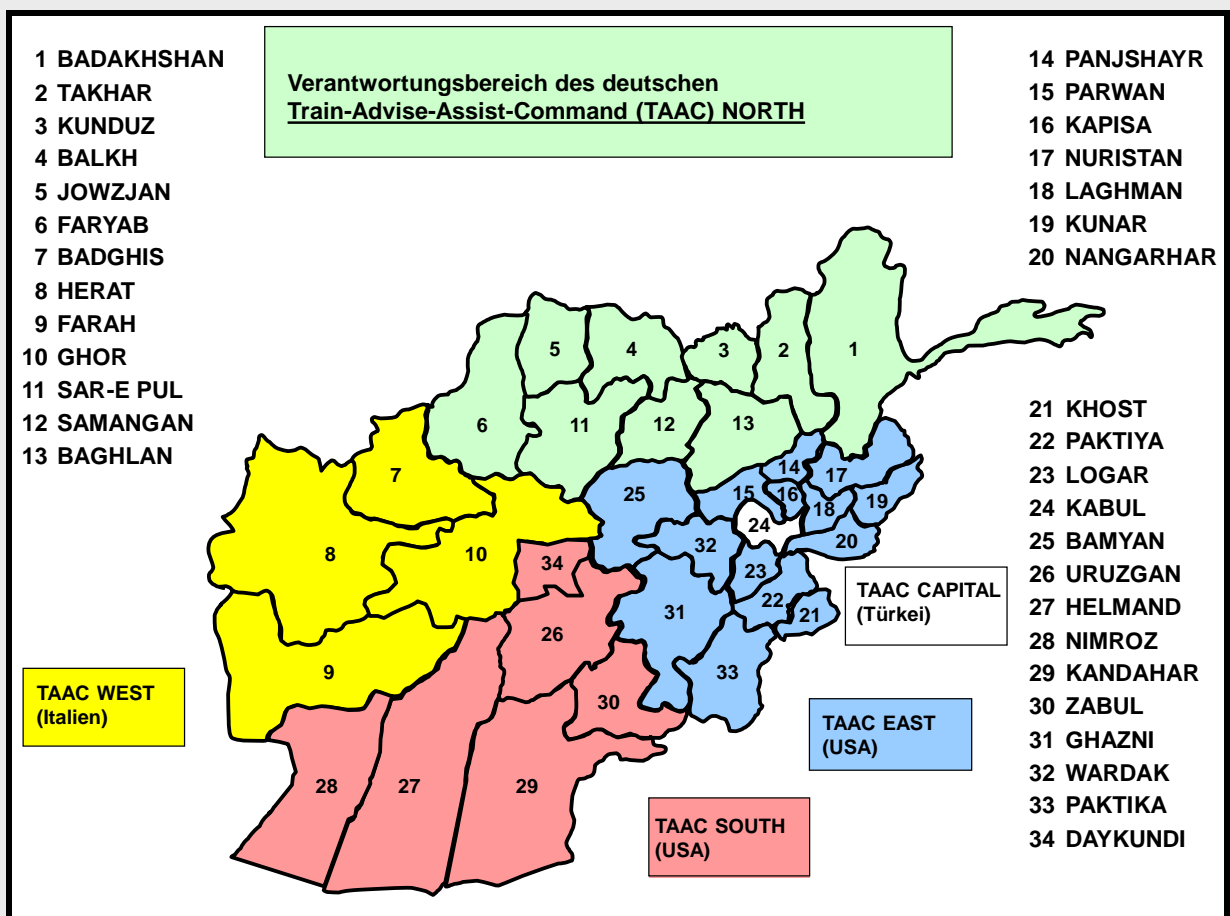 1 BADAKHSHAN
2 TAKHAR
3 KUNDUZ
4 BALKH
5 JOWZJAN
6 FARYAB
7 BADGHIS
8 HERAT
9 FARAH
10 GHOR
11 SAR-E PUL
12 SAMANGAN
13 BAGHLAN
Verantwortungsbereich des deutschen
Train-Advise-Assist-Command (TAAC) NORTH
14 PANJSHAYR
15 PARWAN
16 KAPISA
17 NURISTAN
18 LAGHMAN
19 KUNAR
20 NANGARHAR
21 KHOST
22 PAKTIYA
23 LOGAR
24 KABUL
25 BAMYAN
26 URUZGAN
27 HELMAND
28 NIMROZ
29 KANDAHAR
30 ZABUL
31 GHAZNI
32 WARDAK
33 PAKTIKA
34 DAYKUNDI
5
4
3
2
1
6
11
12
13
7
25
14
17
15
16
19
18
24
20
8
10
32
34
23
22
21
31
26
9
33
30
28
27
29
TAAC CAPITAL
(Türkei)
TAAC WEST
(Italien)
TAAC EAST
(USA)
TAAC SOUTH
(USA)